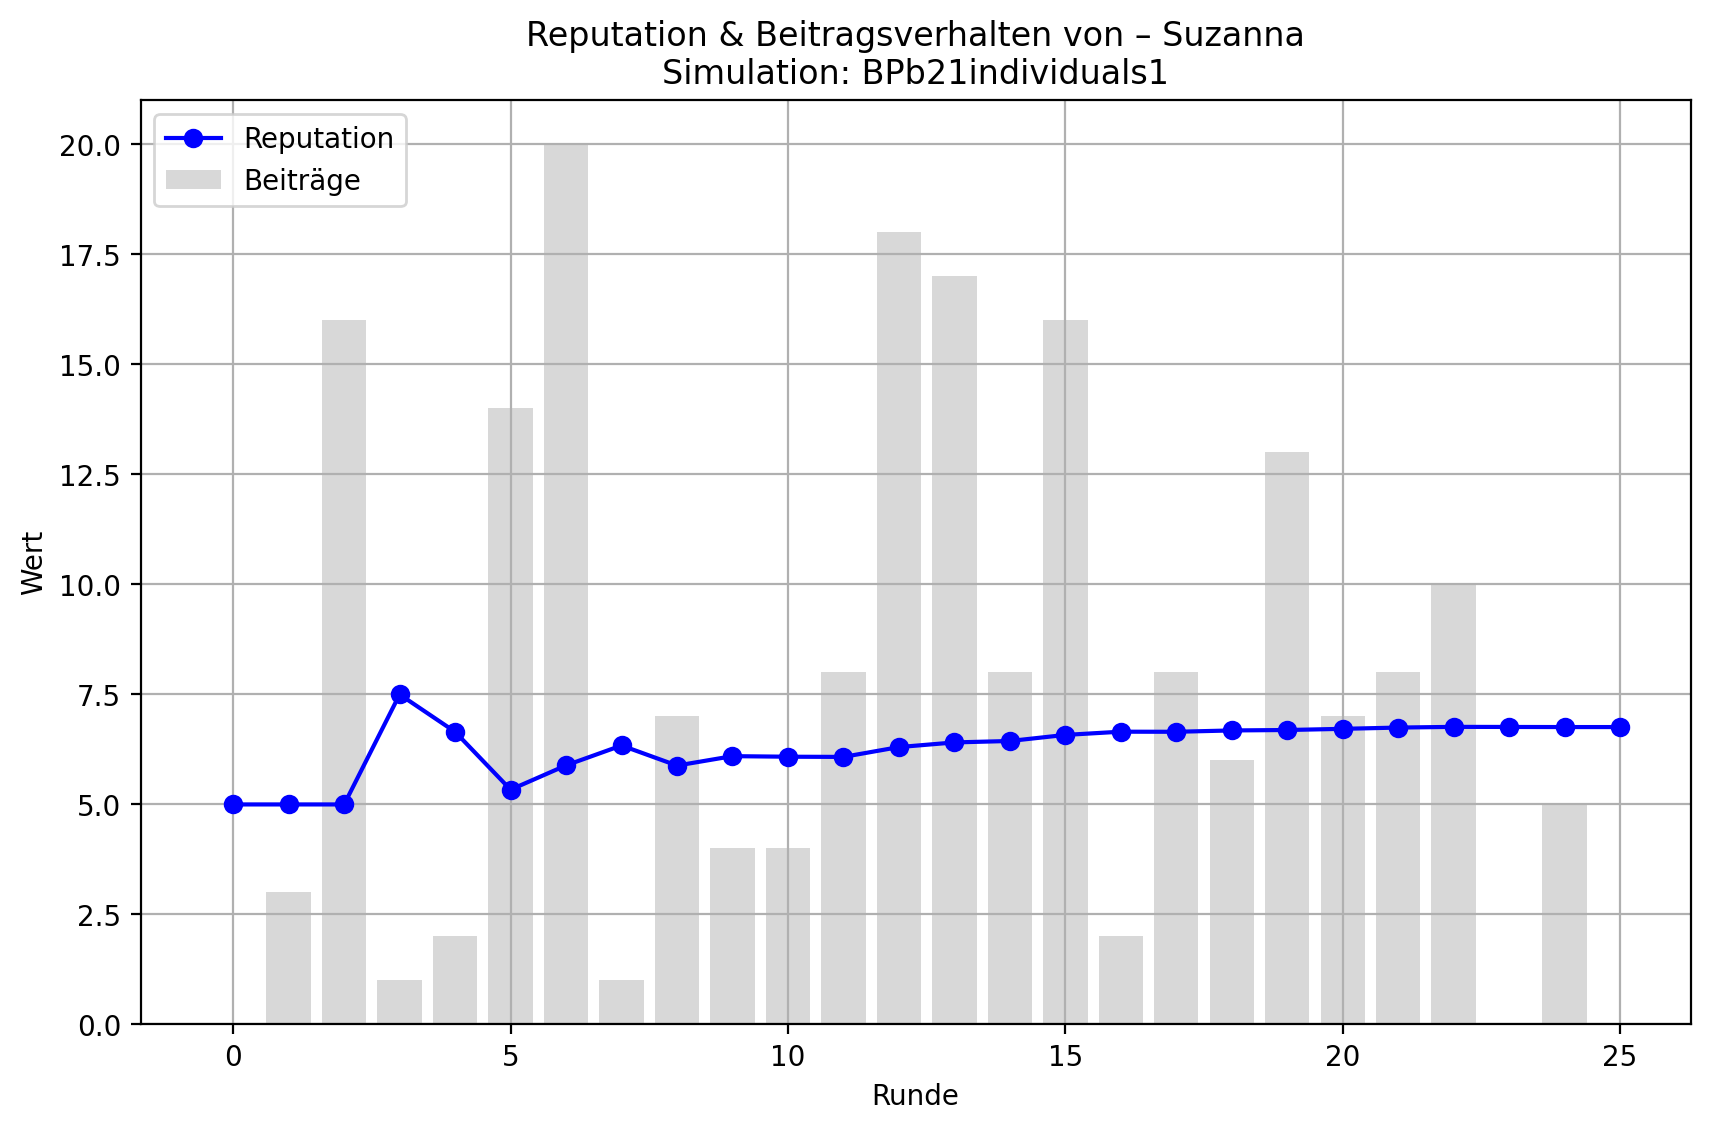 Reputation & Beitragsverhalten von – Suzanna
Simulation: BPb21individuals1
Reputation
Beiträge
20.0
17.5
15.0
12.5
10.0
7.5
5.0
2.5
0.0
Wert
0 5 10 15 20 25
Runde